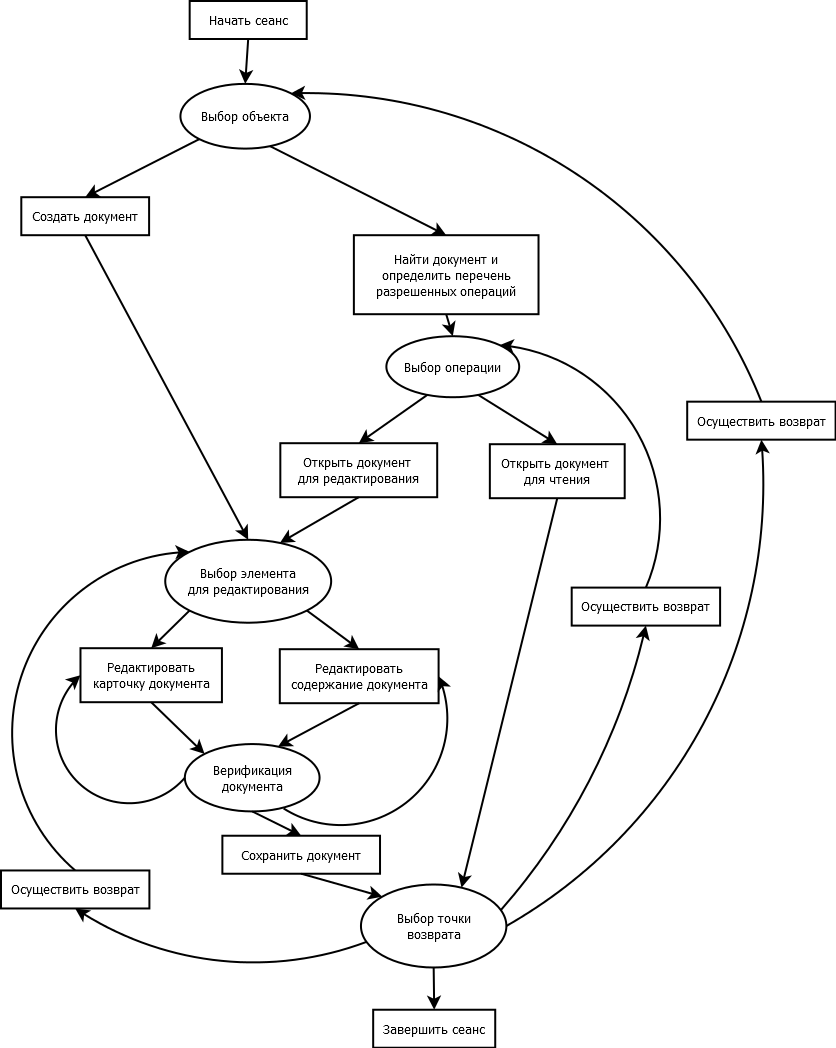 Начать сеанс
Выбор объекта
Создать документ
Найти документ и
определить перечень
разрешенных операций
Выбор операции
Осуществить возврат
Открыть документ
для редактирования
Открыть документ
для чтения
Выбор элемента
для редактирования
Осуществить возврат
Редактировать
карточку документа
Редактировать
содержание документа
Верификация
документа
Сохранить документ
Осуществить возврат
Выбор точки
возврата
Завершить сеанс